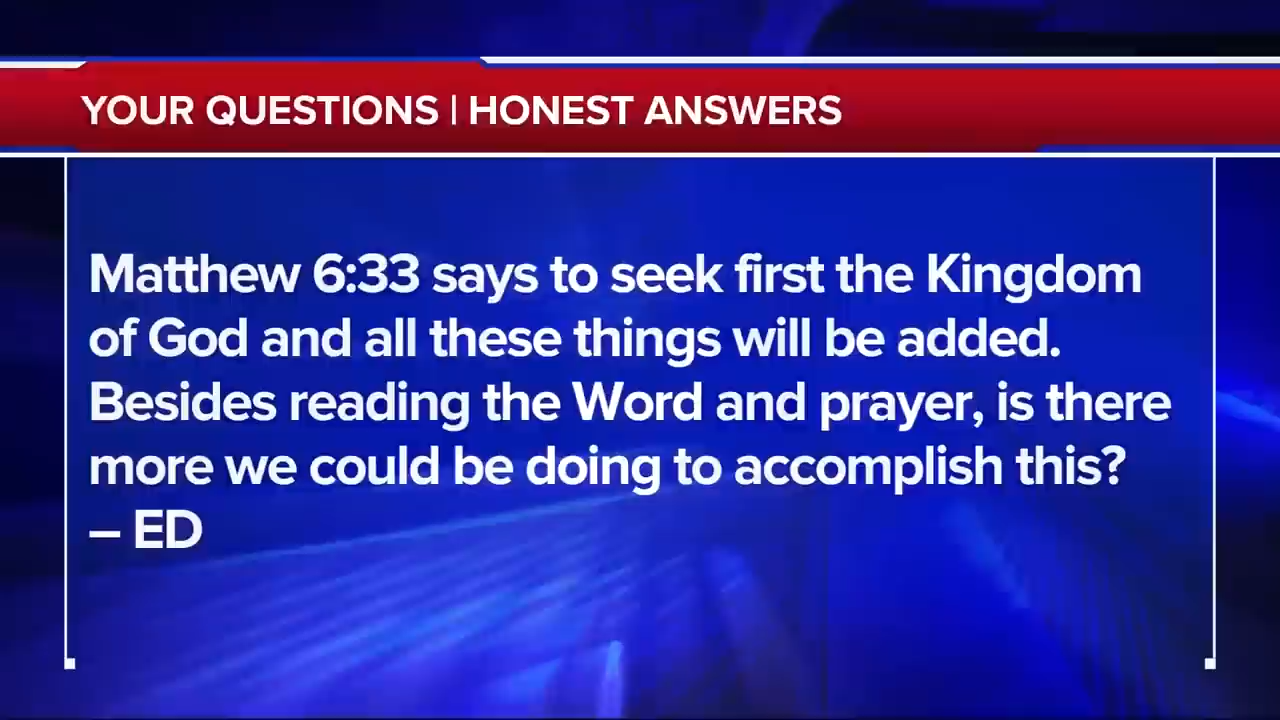 YOUR QUESTIONS | HONEST ANSWERS
Matthew 6:33 says to seek first the Kingdom
of God and all these things will be added.
Besides reading the Word and prayer, is there
more we could be doing to accomplish this?
– ED